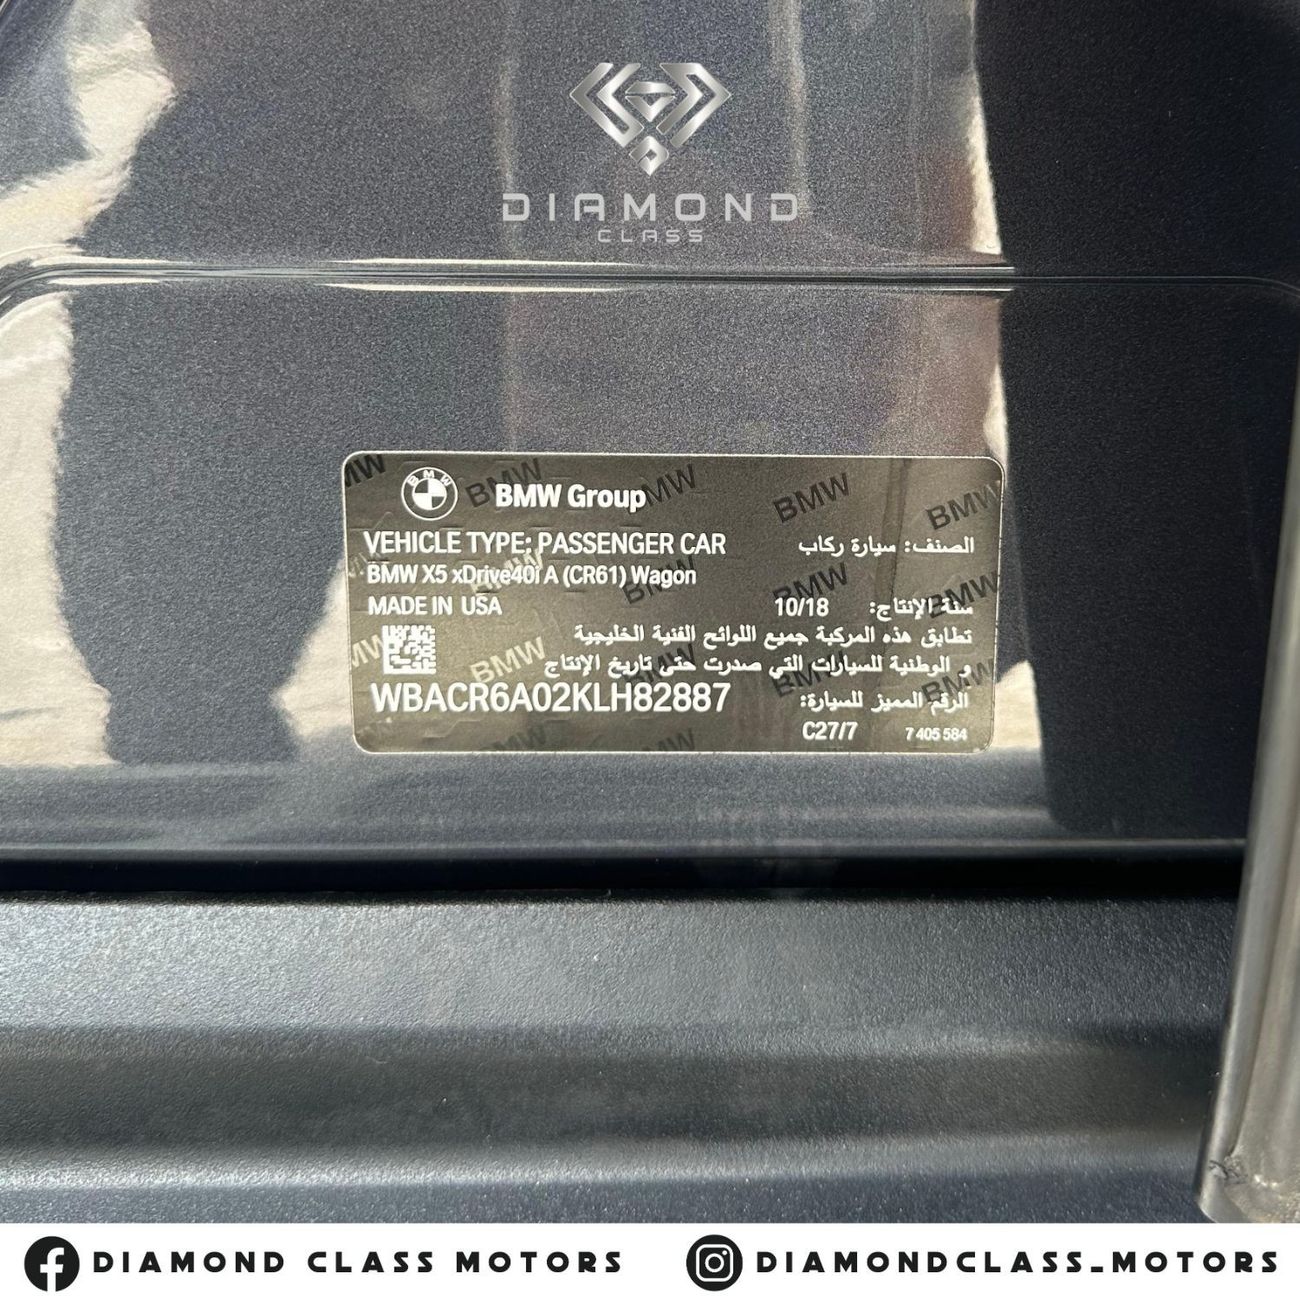 DIAMOND
CLASS
BMW Group
VEHICLE TYPE: PASSENGER CAR الصنف: سيارة ركاب
BMW X5 xDrive40i A (CR61) Wagon
MADE IN USA 10/18 سنة الإنتاج:
تطابق هذه المركبة جميع اللوائح الفنية الخليجية
و الوطنية للسيارات التي صدرت حتى تاريخ الإنتاج
WBACR6A02KLH82887 الرقم المميز للسيارة:
C27/7 7 405 584
DIAMOND CLASS MOTORS DIAMONDCLASS_MOTORS